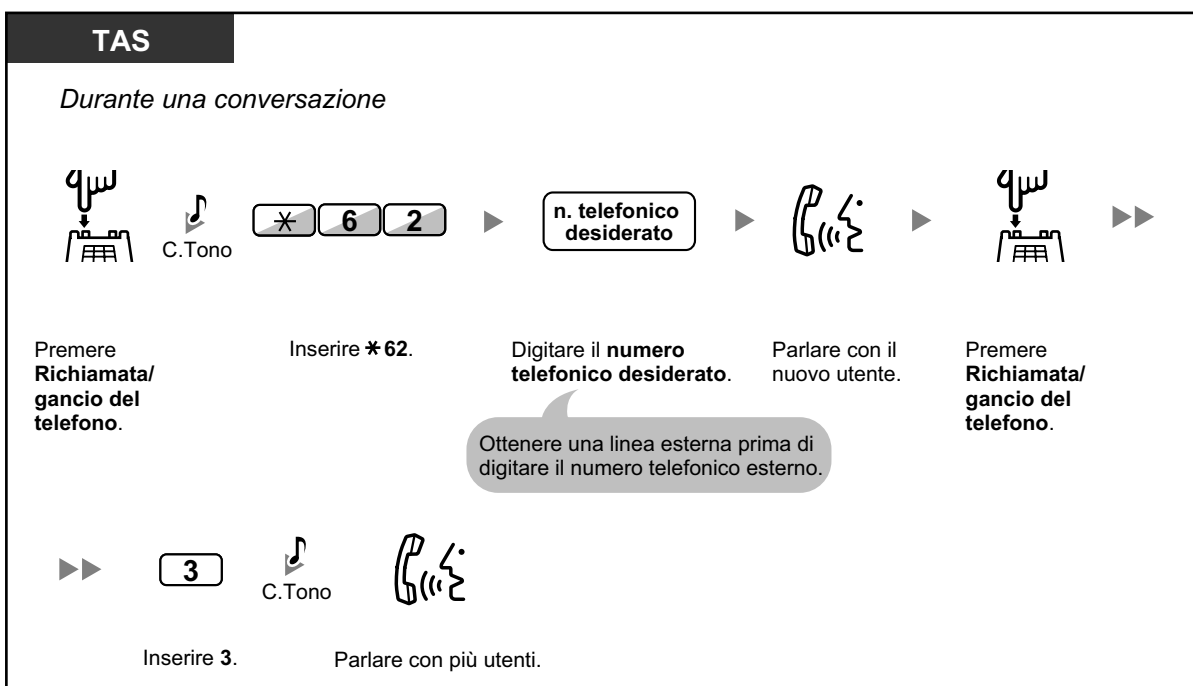 TAS
Durante una conversazione
C.Tono
* 6 2
n. telefonico
desiderato
Premere
Richiamata/
gancio del
telefono.
Inserire *62.
Digitare il numero
telefonico desiderato.
Parlare con il
nuovo utente.
Premere
Richiamata/
gancio del
telefono.
Ottenere una linea esterna prima di
digitare il numero telefonico esterno.
3
C.Tono
Inserire 3.
Parlare con più utenti.